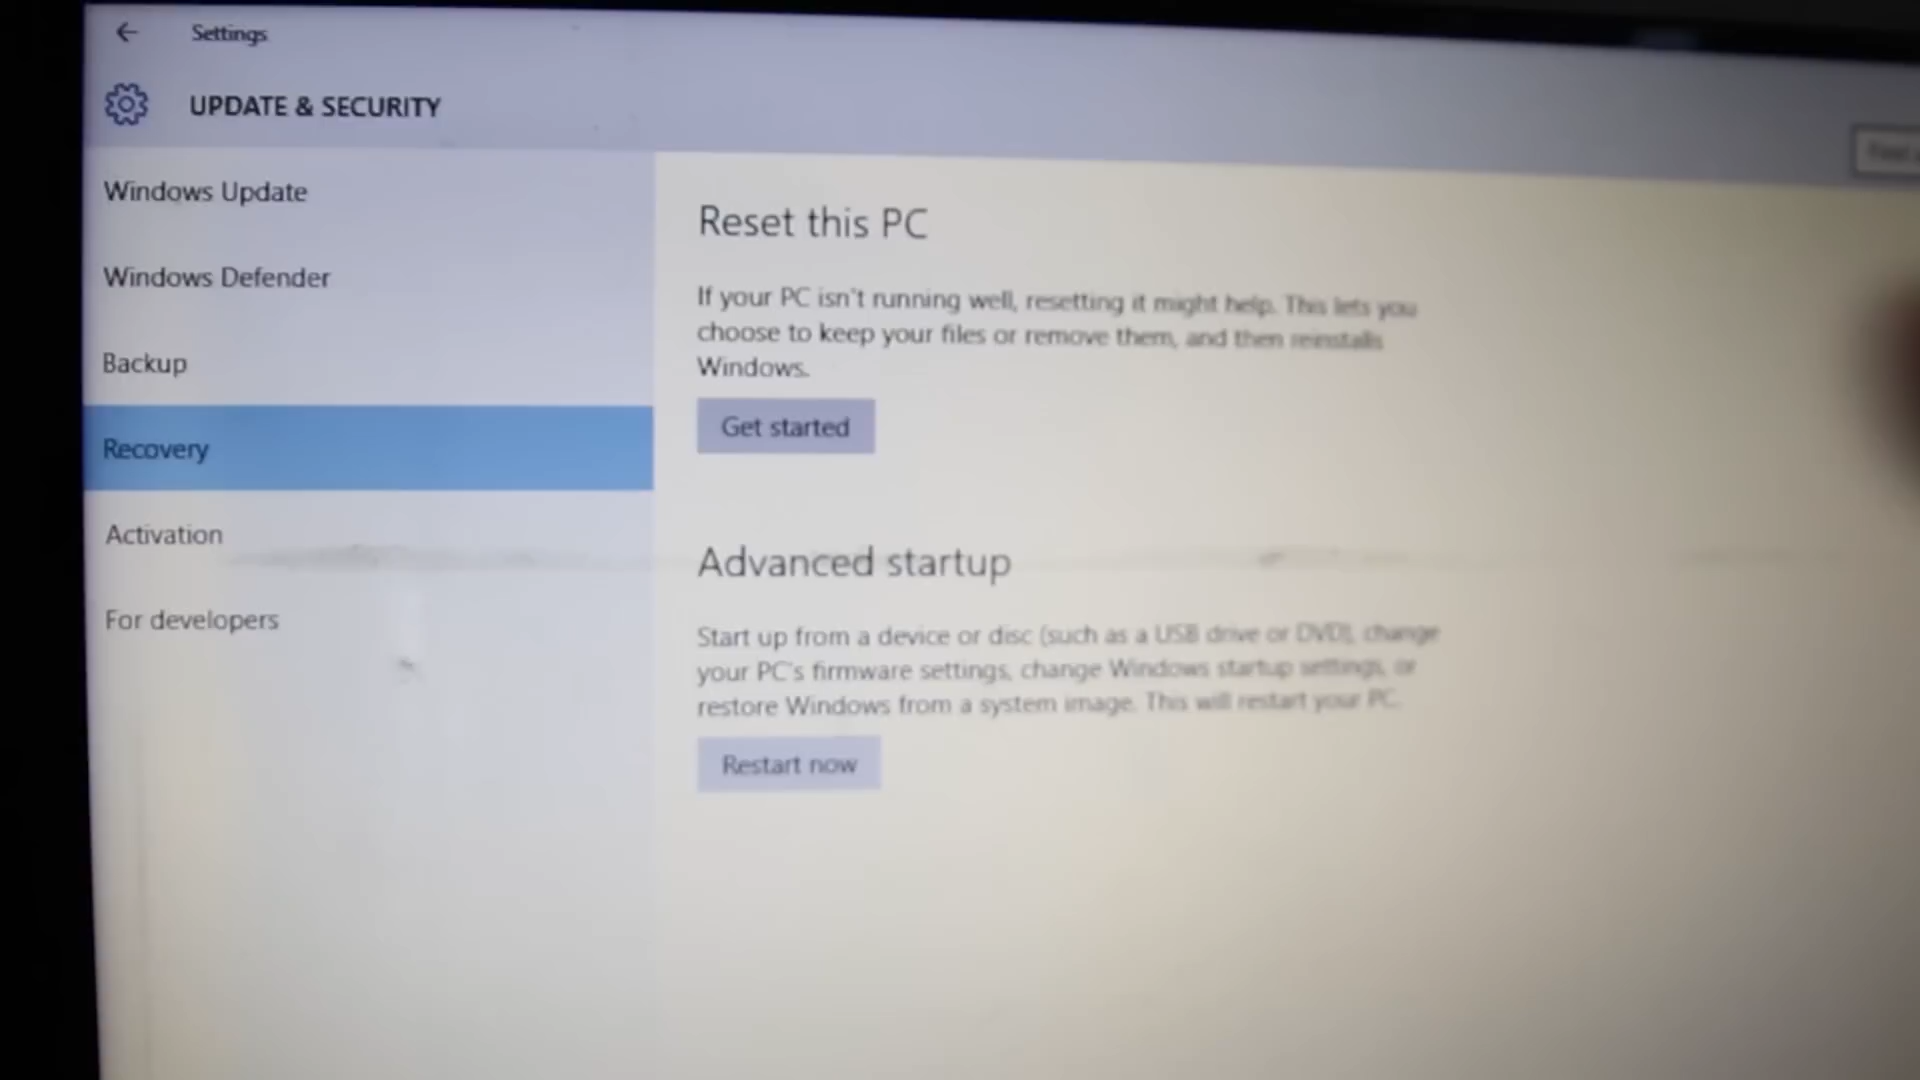 Settings
UPDATE & SECURITY
Windows Update
Windows Defender
Backup
Recovery
Activation
For developers
Reset this PC
If your PC isn't running well, resetting it might help. This lets you
choose to keep your files or remove them, and then reinstalls
Windows.
Get started
Advanced startup
Start up from a device or disc (such as a USB drive or DVD), change
your PC's firmware settings, change Windows startup settings, or
restore Windows from a system image. This will restart your PC.
Restart now